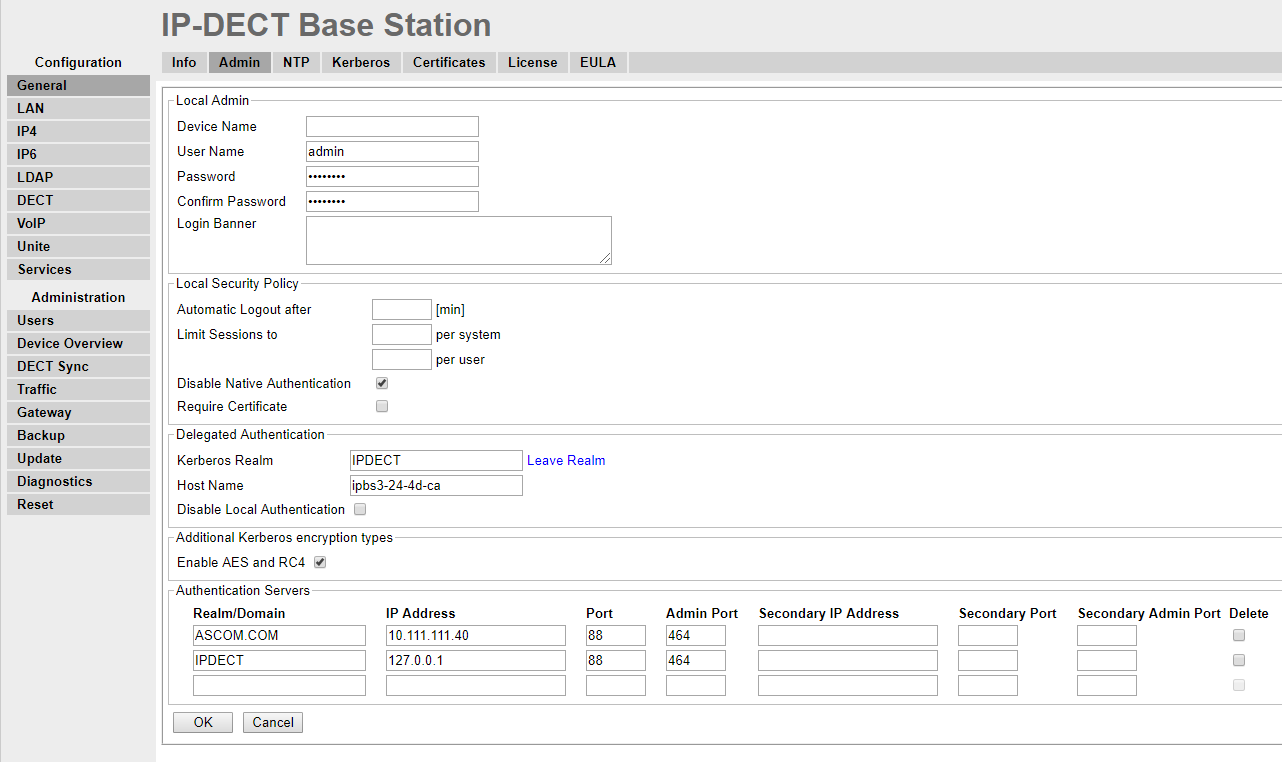 IP-DECT Base Station
Configuration
General
LAN
IP4
IP6
LDAP
DECT
VoIP
Unite
Services
Administration
Users
Device Overview
DECT Sync
Traffic
Gateway
Backup
Update
Diagnostics
Reset
Info Admin NTP Kerberos Certificates License EULA
Local Admin
Device Name
User Name admin
Password ••••••••
Confirm Password ••••••••
Login Banner
Local Security Policy
Automatic Logout after [min]
Limit Sessions to per system
per user
Disable Native Authentication
Require Certificate
Delegated Authentication
Kerberos Realm IPDECT Leave Realm
Host Name ipbs3-24-4d-ca
Disable Local Authentication
Additional Kerberos encryption types
Enable AES and RC4
Authentication Servers
Realm/Domain IP Address Port Admin Port Secondary IP Address Secondary Port Secondary Admin Port Delete
ASCOM.COM 10.111.111.40 88 464
IPDECT 127.0.0.1 88 464
OK Cancel